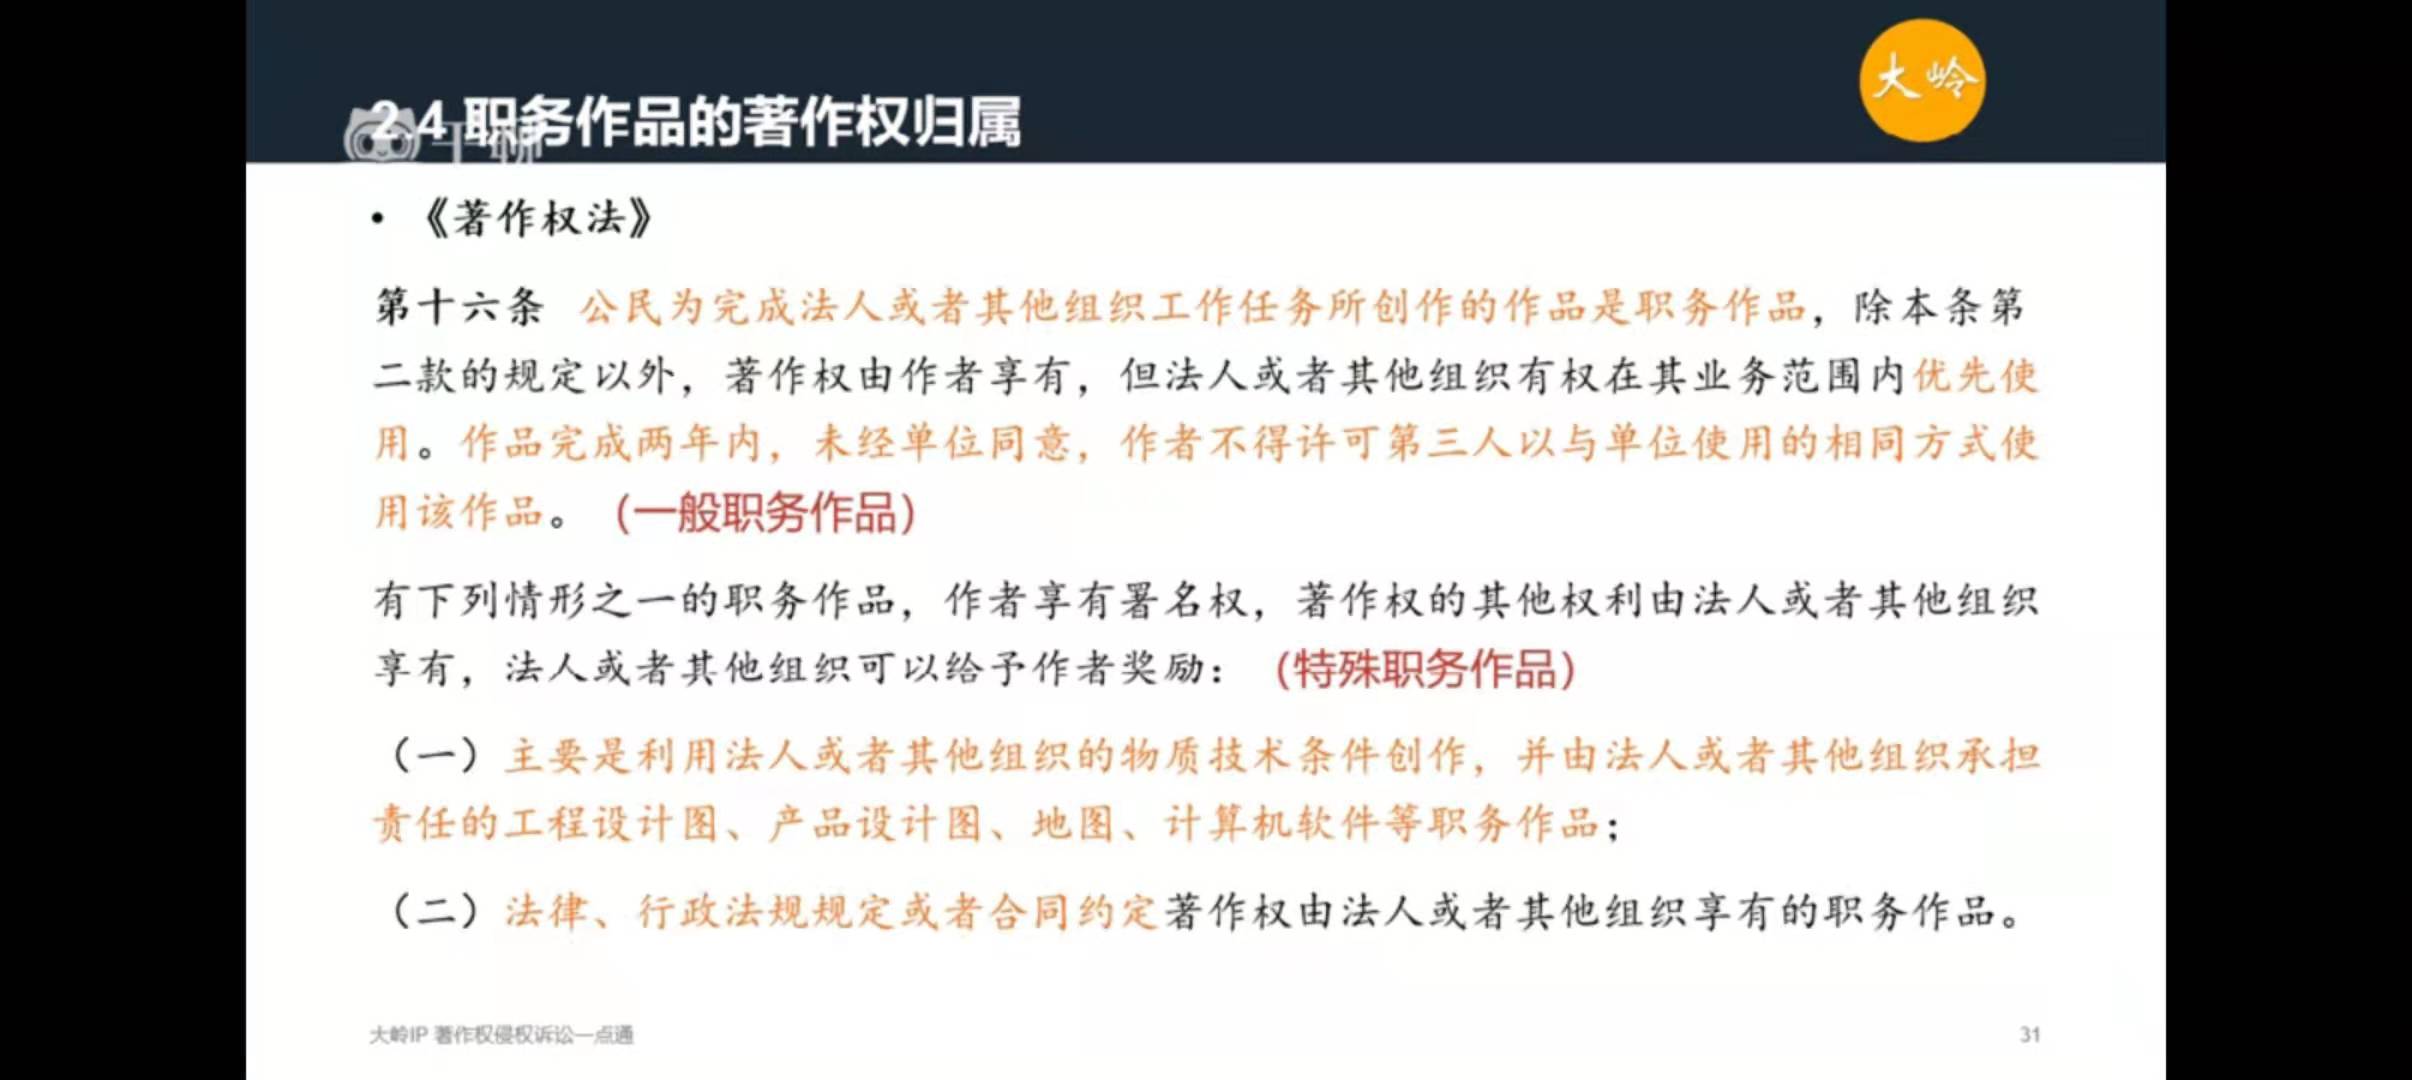 大岭
2.4 职务作品的著作权归属
千聊
• 《著作权法》
第十六条 公民为完成法人或者其他组织工作任务所创作的作品是职务作品，除本条第
二款的规定以外，著作权由作者享有，但法人或者其他组织有权在其业务范围内优先使
用。作品完成两年内，未经单位同意，作者不得许可第三人以与单位使用的相同方式使
用该作品。（一般职务作品）
有下列情形之一的职务作品，作者享有署名权，著作权的其他权利由法人或者其他组织
享有，法人或者其他组织可以给予作者奖励：（特殊职务作品）
（一）主要是利用法人或者其他组织的物质技术条件创作，并由法人或者其他组织承担
责任的工程设计图、产品设计图、地图、计算机软件等职务作品；
（二）法律、行政法规规定或者合同约定著作权由法人或者其他组织享有的职务作品。
大岭IP 著作权侵权诉讼一点通
31